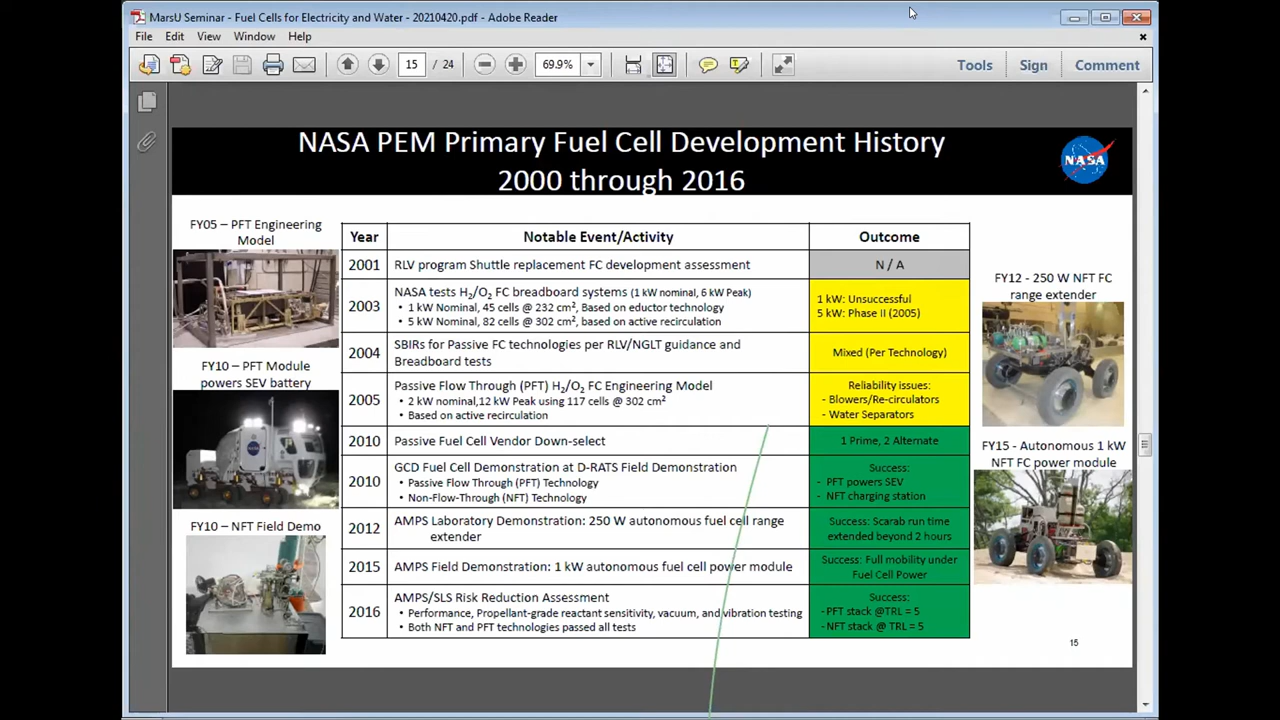 MarsU Seminar - Fuel Cells for Electricity and Water - 20210420.pdf - Adobe Reader
File Edit View Window Help
15 / 24 69.9% Tools Sign Comment
NASA PEM Primary Fuel Cell Development History
2000 through 2016
NASA
FY05 – PFT Engineering
Model
FY10 – PFT Module
powers SEV battery
FY10 – NFT Field Demo
Year Notable Event/Activity Outcome
2001 RLV program Shuttle replacement FC development assessment N / A
2003 NASA tests H₂/O₂ FC breadboard systems (1 kW nominal, 6 kW Peak)
• 1 kW Nominal, 45 cells @ 232 cm², Based on eductor technology
• 5 kW Nominal, 82 cells @ 302 cm², based on active recirculation
1 kW: Unsuccessful
5 kW: Phase II (2005)
2004 SBIRs for Passive FC technologies per RLV/NGLT guidance and
Breadboard tests
Mixed (Per Technology)
2005 Passive Flow Through (PFT) H₂/O₂ FC Engineering Model
• 2 kW nominal,12 kW Peak using 117 cells @ 302 cm²
• Based on active recirculation
Reliability issues:
- Blowers/Re-circulators
- Water Separators
2010 Passive Fuel Cell Vendor Down-select 1 Prime, 2 Alternate
2010 GCD Fuel Cell Demonstration at D-RATS Field Demonstration
• Passive Flow Through (PFT) Technology
• Non-Flow-Through (NFT) Technology
Success:
- PFT powers SEV
- NFT charging station
2012 AMPS Laboratory Demonstration: 250 W autonomous fuel cell range
extender
Success: Scarab run time
extended beyond 2 hours
2015 AMPS Field Demonstration: 1 kW autonomous fuel cell power module
Success: Full mobility under
Fuel Cell Power
2016 AMPS/SLS Risk Reduction Assessment
• Performance, Propellant-grade reactant sensitivity, vacuum, and vibration testing
• Both NFT and PFT technologies passed all tests
Success:
-PFT stack @TRL = 5
-NFT stack @ TRL = 5
FY12 - 250 W NFT FC
range extender
FY15 - Autonomous 1 kW
NFT FC power module
15